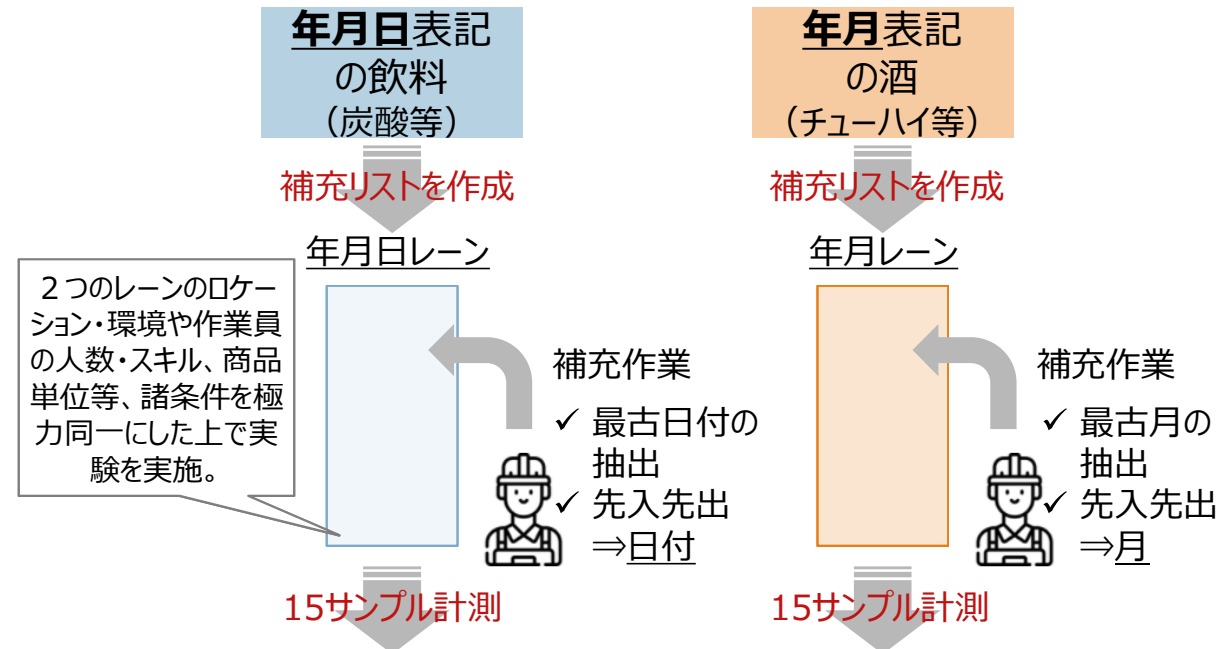 年月日表記
の飲料
（炭酸等）
補充リストを作成
年月日レーン
２つのレーンのロケー
ション・環境や作業員
の人数・スキル、商品
単位等、諸条件を極
力同一にした上で実
験を実施。
補充作業
✓ 最古日付の
抽出
✓ 先入先出
⇒日付
15サンプル計測
年月表記
の酒
（チューハイ等）
補充リストを作成
年月レーン
補充作業
✓ 最古月の
抽出
✓ 先入先出
⇒月
15サンプル計測